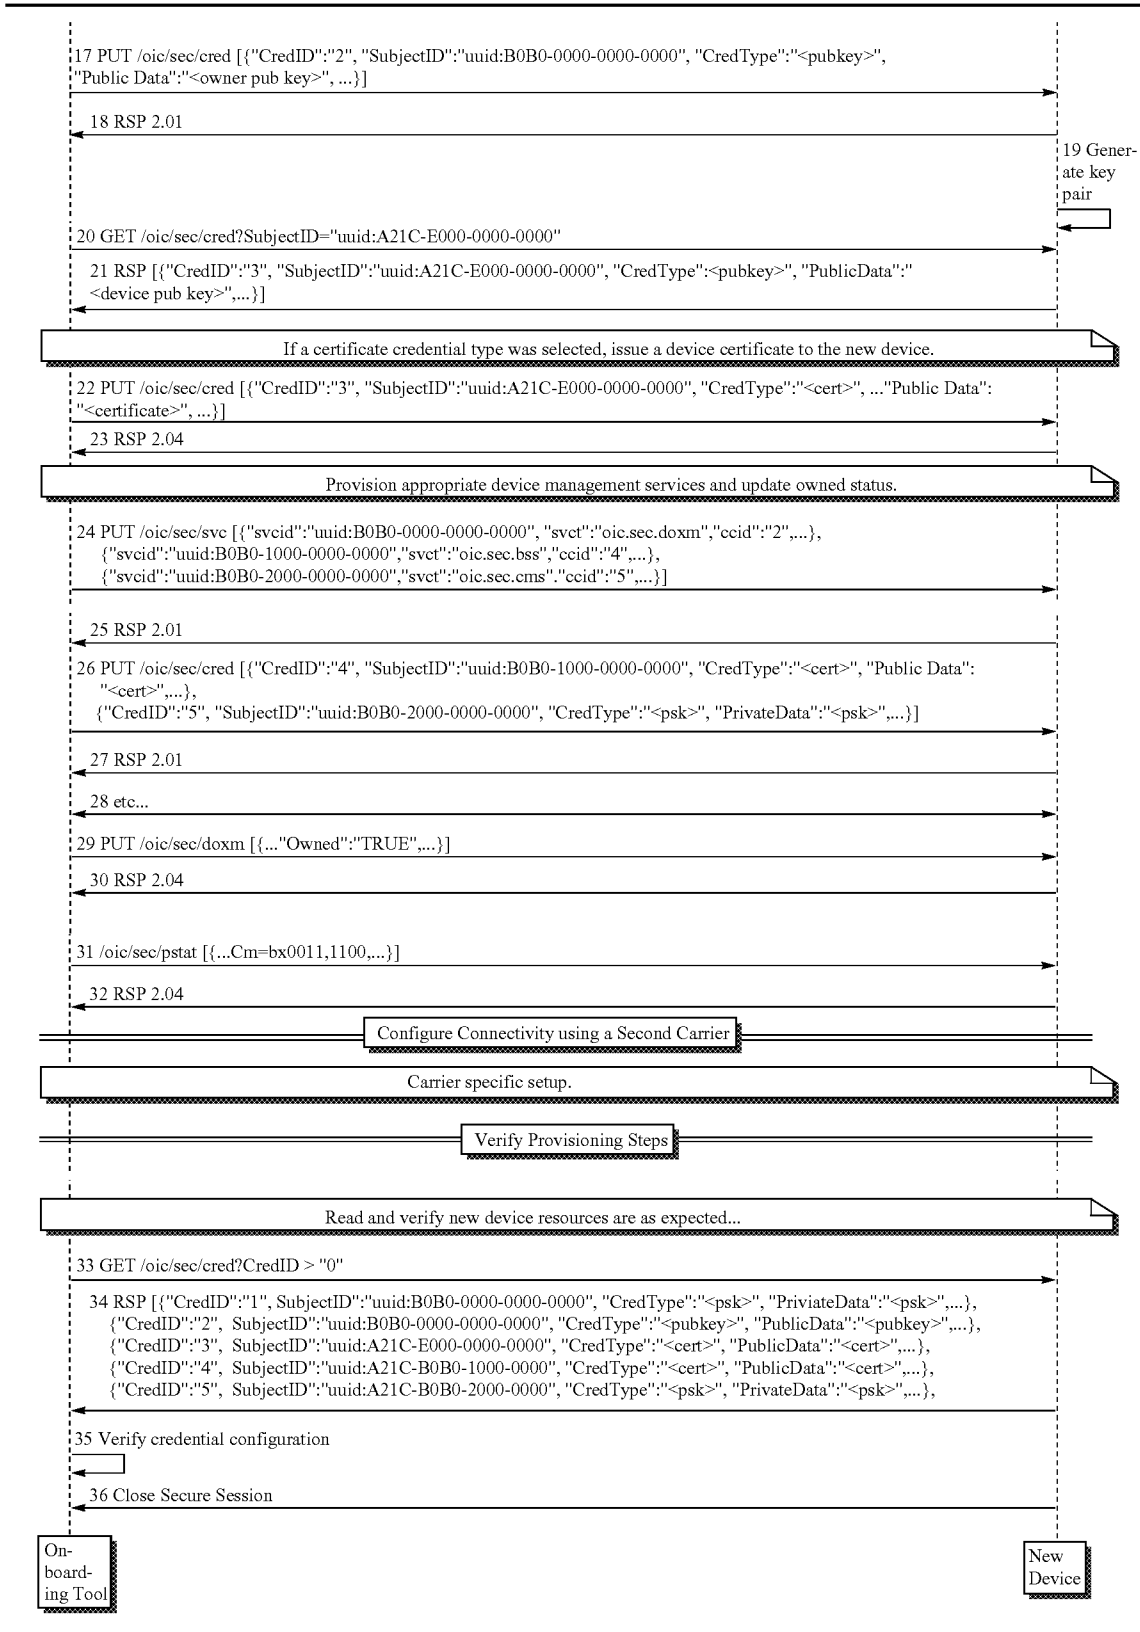 17 PUT /oic/sec/cred [{"CredID":"2", "SubjectID":"uuid:B0B0-0000-0000-0000", "CredType":"<pubkey>",
"Public Data":"<owner pub key>", ...}]
18 RSP 2.01
19 Gener-
ate key
pair
20 GET /oic/sec/cred?SubjectID="uuid:A21C-E000-0000-0000"
21 RSP [{"CredID":"3", "SubjectID":"uuid:A21C-E000-0000-0000", "CredType":<pubkey>", "PublicData":"
<device pub key>",...}]
If a certificate credential type was selected, issue a device certificate to the new device.
22 PUT /oic/sec/cred [{"CredID":"3", "SubjectID":"uuid:A21C-E000-0000-0000", "CredType":"<cert>", ..."Public Data":
"<certificate>", ...}]
23 RSP 2.04
Provision appropriate device management services and update owned status.
24 PUT /oic/sec/svc [{"svcid":"uuid:B0B0-0000-0000-0000", "svct":"oic.sec.doxm","ccid":"2",...},
{"svcid":"uuid:B0B0-1000-0000-0000","svct":"oic.sec.bss","ccid":"4",...},
{"svcid":"uuid:B0B0-2000-0000-0000","svct":"oic.sec.cms"."ccid":"5",...}]
25 RSP 2.01
26 PUT /oic/sec/cred [{"CredID":"4", "SubjectID":"uuid:B0B0-1000-0000-0000", "CredType":"<cert>", "Public Data":
"<cert>",...},
{"CredID":"5", "SubjectID":"uuid:B0B0-2000-0000-0000", "CredType":"<psk>", "PrivateData":"<psk>",...}]
27 RSP 2.01
28 etc...
29 PUT /oic/sec/doxm [{..."Owned":"TRUE",...}]
30 RSP 2.04
31 /oic/sec/pstat [{...Cm=bx0011,1100,...}]
32 RSP 2.04
Configure Connectivity using a Second Carrier
Carrier specific setup.
Verify Provisioning Steps
Read and verify new device resources are as expected...
33 GET /oic/sec/cred?CredID > "0"
34 RSP [{"CredID":"1", SubjectID":"uuid:B0B0-0000-0000-0000", "CredType":"<psk>", "PriviateData":"<psk>",...},
{"CredID":"2", SubjectID":"uuid:B0B0-0000-0000-0000", "CredType":"<pubkey>", "PublicData":"<pubkey>",...},
{"CredID":"3", SubjectID":"uuid:A21C-E000-0000-0000", "CredType":"<cert>", "PublicData":"<cert>",...},
{"CredID":"4", SubjectID":"uuid:A21C-B0B0-1000-0000", "CredType":"<cert>", "PublicData":"<cert>",...},
{"CredID":"5", SubjectID":"uuid:A21C-B0B0-2000-0000", "CredType":"<psk>", "PrivateData":"<psk>",...},
35 Verify credential configuration
36 Close Secure Session
On-
board-
ing Tool
New
Device